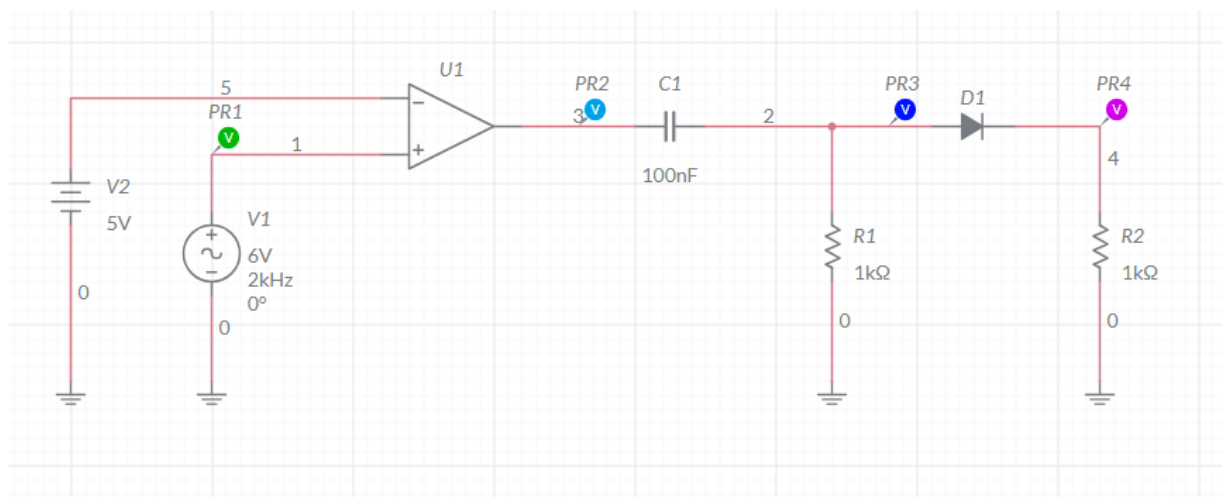 5
U1
PR1
V
1
−
+
V2
5V
V1
+
−
6V
2kHz
0°
0
0
PR2
V
3
C1
100nF
2
PR3
V
D1
PR4
V
4
R1
1kΩ
0
R2
1kΩ
0